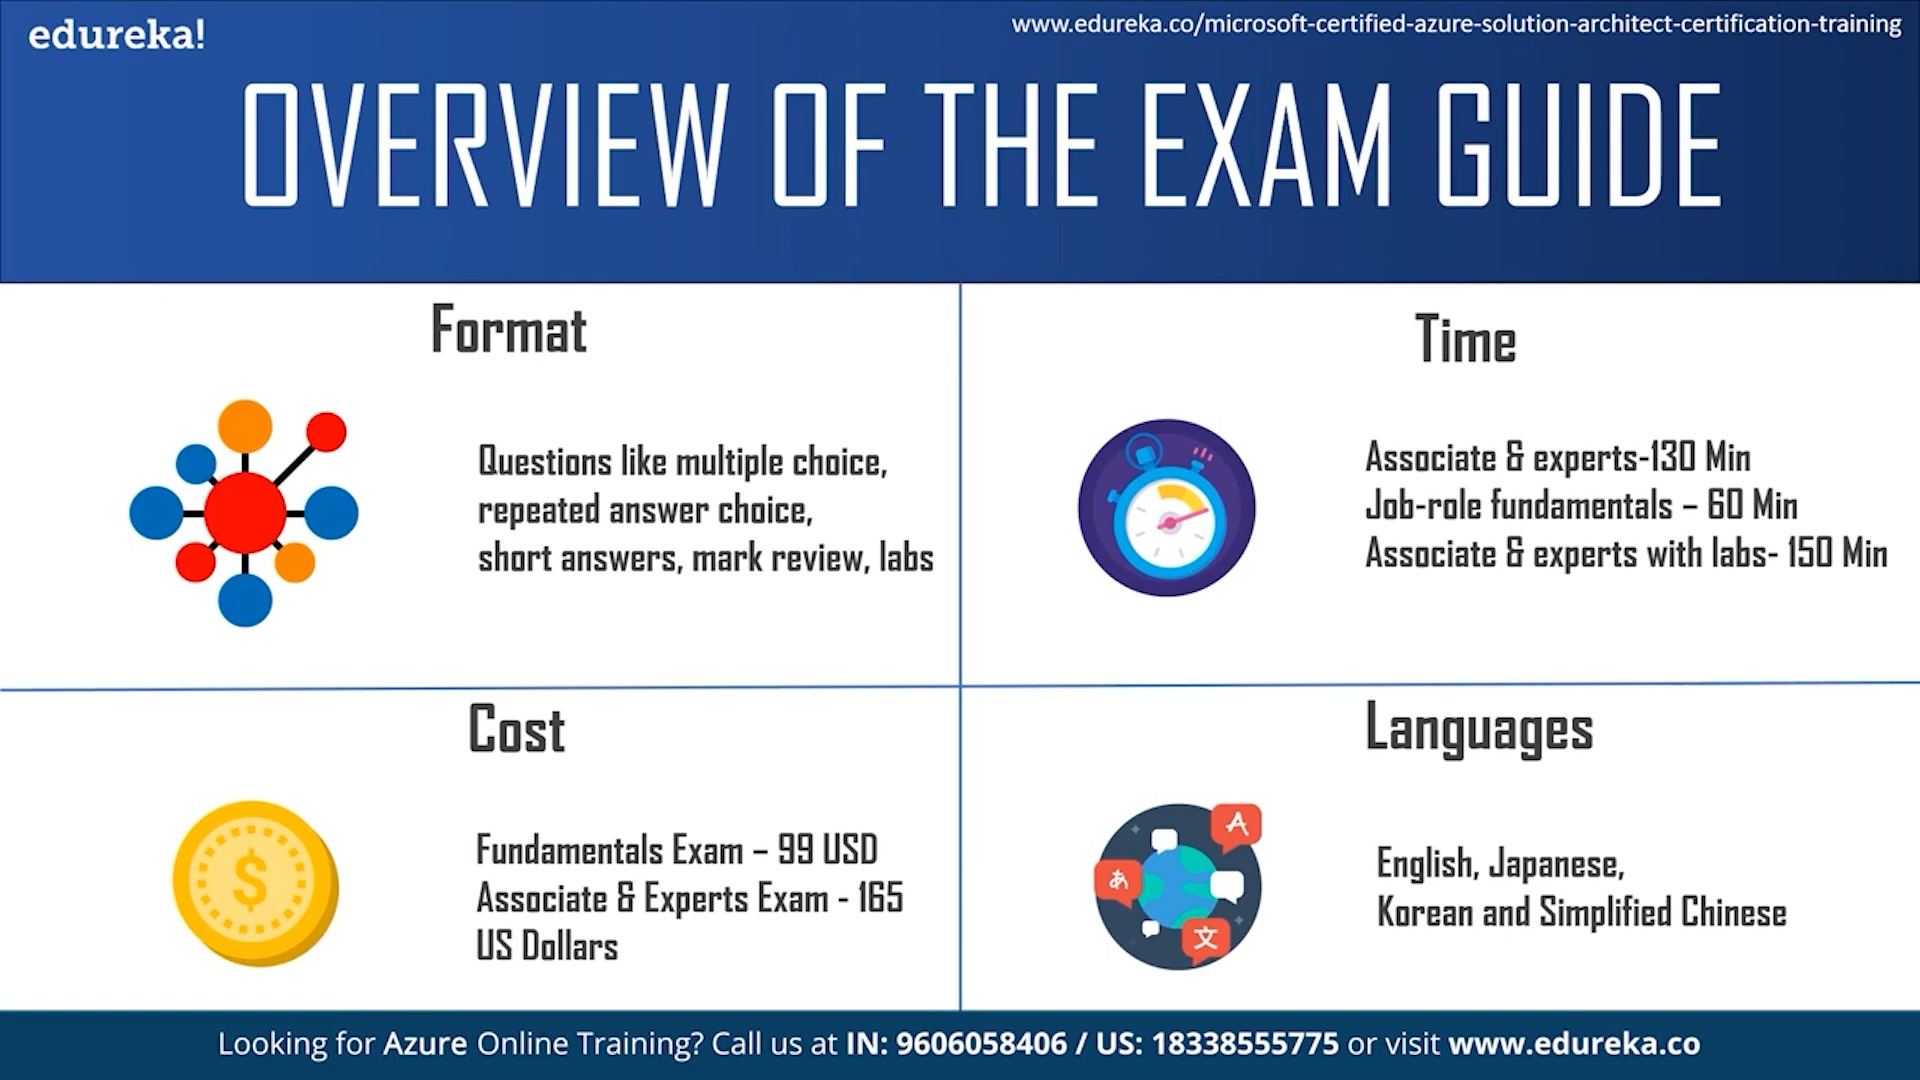 edureka!
www.edureka.co/microsoft-certified-azure-solution-architect-certification-training
OVERVIEW OF THE EXAM GUIDE
Format
Questions like multiple choice,
repeated answer choice,
short answers, mark review, labs
Time
Associate & experts-130 Min
Job-role fundamentals – 60 Min
Associate & experts with labs- 150 Min
Cost
$
Fundamentals Exam – 99 USD
Associate & Experts Exam - 165
US Dollars
Languages
A
あ
文
English, Japanese,
Korean and Simplified Chinese
Looking for Azure Online Training? Call us at IN: 9606058406 / US: 18338555775 or visit www.edureka.co